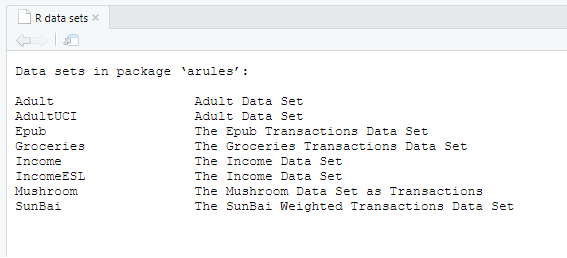 R data sets
Data sets in package ‘arules’:
Adult Adult Data Set
AdultUCI Adult Data Set
Epub The Epub Transactions Data Set
Groceries The Groceries Transactions Data Set
Income The Income Data Set
IncomeESL The Income Data Set
Mushroom The Mushroom Data Set as Transactions
SunBai The SunBai Weighted Transactions Data Set